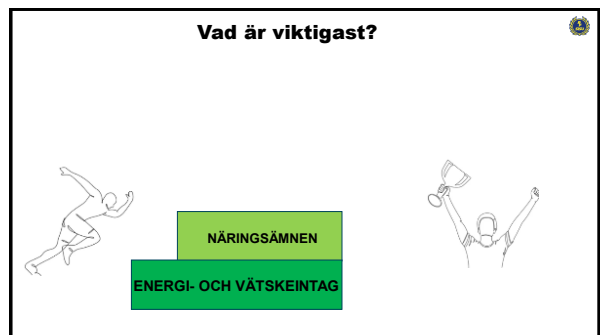 Vad är viktigast?
NÄRINGSÄMNEN
ENERGI- OCH VÄTSKEINTAG